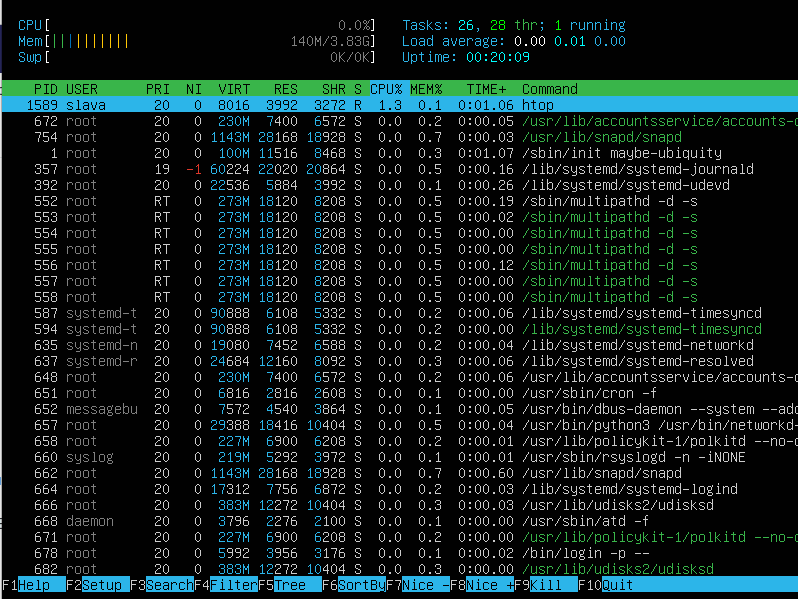 CPU[ 0.0%] Tasks: 26, 28 thr; 1 running
Mem[||||||||||| 140M/3.83G] Load average: 0.00 0.01 0.00
Swp[ 0K/0K] Uptime: 00:20:09
PID USER PRI NI VIRT RES SHR S CPU% MEM% TIME+ Command
1589 slava 20 0 8016 3992 3272 R 1.3 0.1 0:01.06 htop
672 root 20 0 230M 7400 6572 S 0.0 0.2 0:00.05 /usr/lib/accountsservice/accounts-d
754 root 20 0 1143M 28168 18928 S 0.0 0.7 0:00.03 /usr/lib/snapd/snapd
1 root 20 0 100M 11516 8468 S 0.0 0.3 0:01.07 /sbin/init maybe-ubiquity
357 root 19 -1 60224 22020 20864 S 0.0 0.5 0:00.16 /lib/systemd/systemd-journald
392 root 20 0 22536 5884 3992 S 0.0 0.1 0:00.26 /lib/systemd/systemd-udevd
552 root RT 0 273M 18120 8208 S 0.0 0.5 0:00.19 /sbin/multipathd -d -s
553 root RT 0 273M 18120 8208 S 0.0 0.5 0:00.02 /sbin/multipathd -d -s
554 root RT 0 273M 18120 8208 S 0.0 0.5 0:00.00 /sbin/multipathd -d -s
555 root RT 0 273M 18120 8208 S 0.0 0.5 0:00.00 /sbin/multipathd -d -s
556 root RT 0 273M 18120 8208 S 0.0 0.5 0:00.12 /sbin/multipathd -d -s
557 root RT 0 273M 18120 8208 S 0.0 0.5 0:00.00 /sbin/multipathd -d -s
558 root RT 0 273M 18120 8208 S 0.0 0.5 0:00.00 /sbin/multipathd -d -s
587 systemd-t 20 0 90888 6108 5332 S 0.0 0.2 0:00.06 /lib/systemd/systemd-timesyncd
594 systemd-t 20 0 90888 6108 5332 S 0.0 0.2 0:00.00 /lib/systemd/systemd-timesyncd
635 systemd-n 20 0 19080 7452 6588 S 0.0 0.2 0:00.04 /lib/systemd/systemd-networkd
637 systemd-r 20 0 24684 12160 8092 S 0.0 0.3 0:00.06 /lib/systemd/systemd-resolved
648 root 20 0 230M 7400 6572 S 0.0 0.2 0:00.06 /usr/lib/accountsservice/accounts-d
651 root 20 0 6816 2816 2608 S 0.0 0.1 0:00.00 /usr/sbin/cron -f
652 messagebu 20 0 7572 4540 3864 S 0.0 0.1 0:00.05 /usr/bin/dbus-daemon --system --add
657 root 20 0 29388 18416 10404 S 0.0 0.5 0:00.04 /usr/bin/python3 /usr/bin/networkd-
658 root 20 0 227M 6900 6208 S 0.0 0.2 0:00.01 /usr/lib/policykit-1/polkitd --no-d
660 syslog 20 0 219M 5292 3972 S 0.0 0.1 0:00.01 /usr/sbin/rsyslogd -n -iNONE
662 root 20 0 1143M 28168 18928 S 0.0 0.7 0:00.60 /usr/lib/snapd/snapd
664 root 20 0 17312 7756 6872 S 0.0 0.2 0:00.03 /lib/systemd/systemd-logind
666 root 20 0 383M 12272 10404 S 0.0 0.3 0:00.03 /usr/lib/udisks2/udisksd
668 daemon 20 0 3796 2276 2100 S 0.0 0.1 0:00.00 /usr/sbin/atd -f
671 root 20 0 227M 6900 6208 S 0.0 0.2 0:00.00 /usr/lib/policykit-1/polkitd --no-d
678 root 20 0 5992 3956 3176 S 0.0 0.1 0:00.02 /bin/login -p --
682 root 20 0 383M 12272 10404 S 0.0 0.3 0:00.00 /usr/lib/udisks2/udisksd
F1Help F2Setup F3SearchF4FilterF5Tree F6SortByF7Nice -F8Nice +F9Kill F10Quit